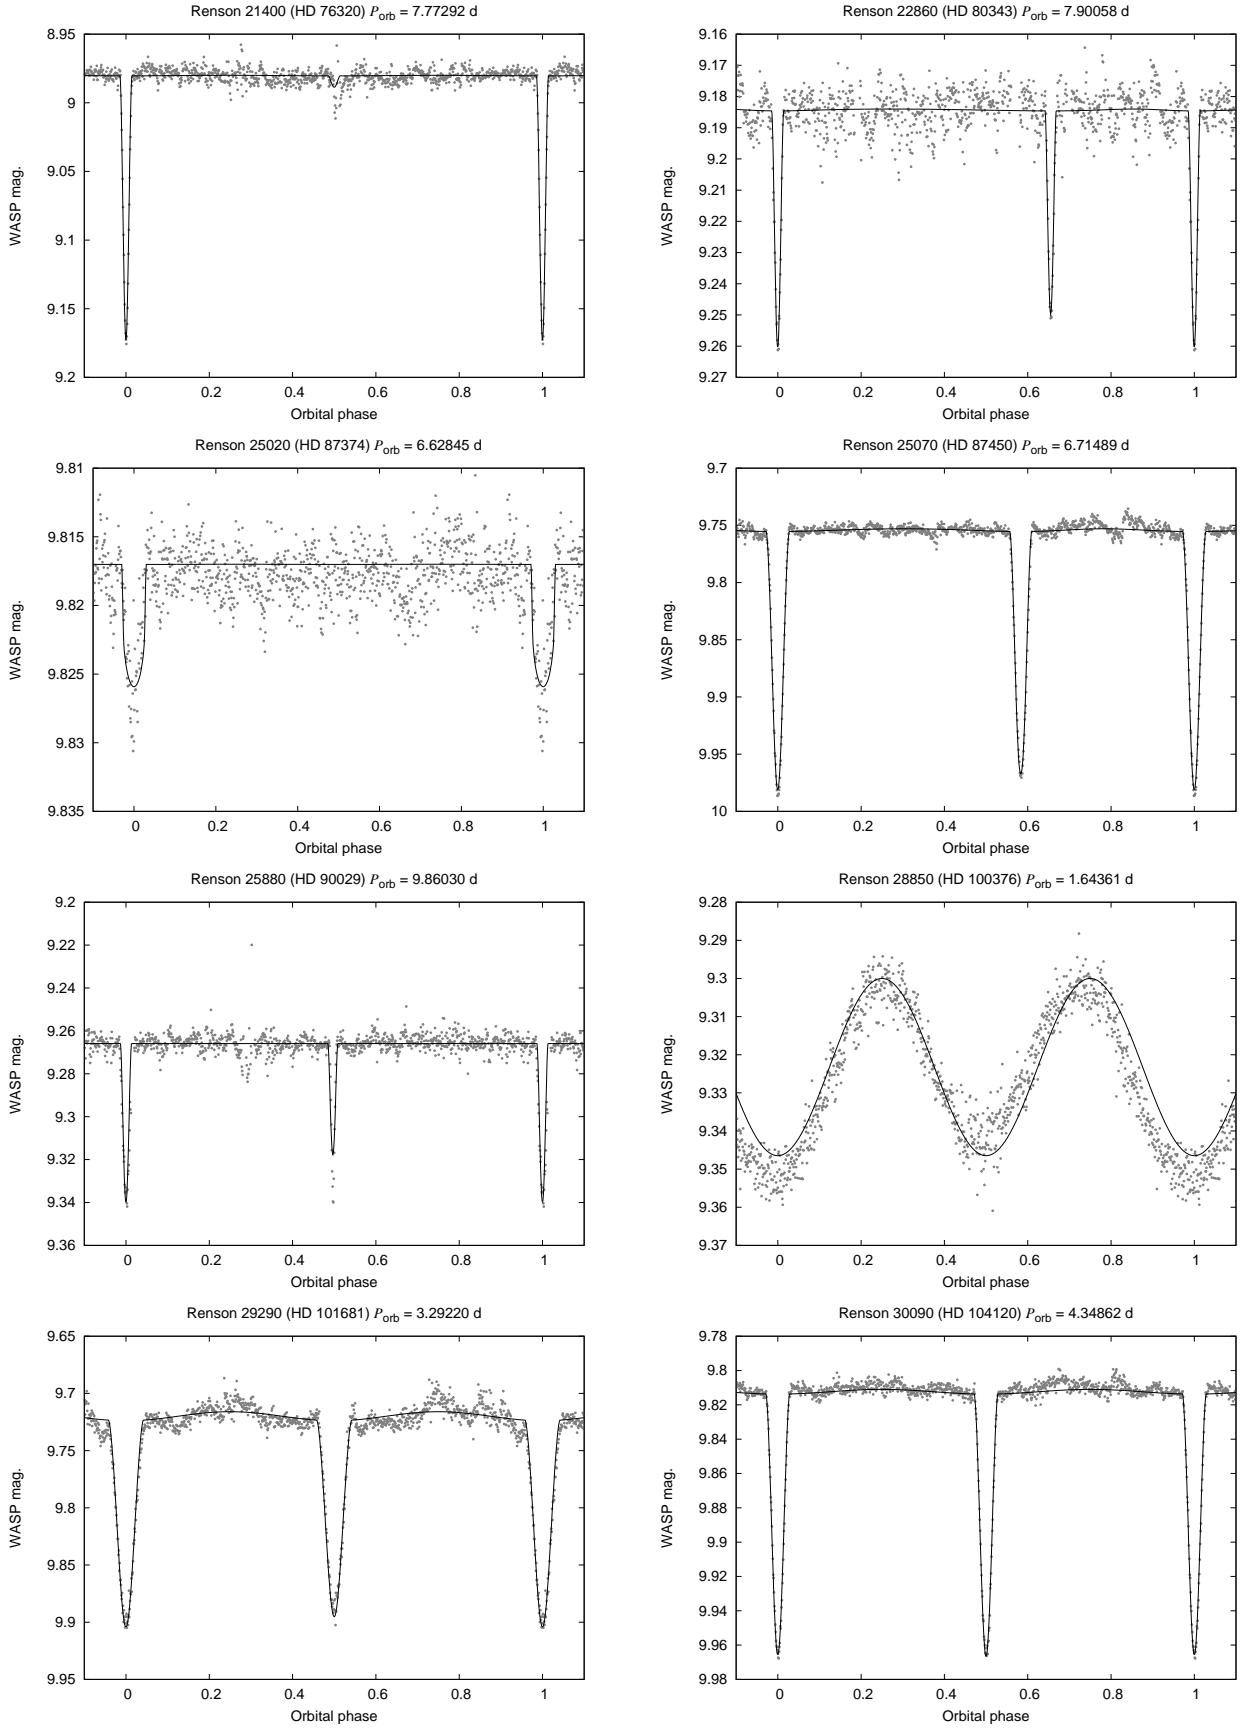 Renson 21400 (HD 76320) Porb = 7.77292 d
8.95
9
9.05
9.1
9.15
9.2
WASP mag.
0 0.2 0.4 0.6 0.8 1
Orbital phase
Renson 22860 (HD 80343) Porb = 7.90058 d
9.16
9.17
9.18
9.19
9.2
9.21
9.22
9.23
9.24
9.25
9.26
9.27
WASP mag.
0 0.2 0.4 0.6 0.8 1
Orbital phase
Renson 25020 (HD 87374) Porb = 6.62845 d
9.81
9.815
9.82
9.825
9.83
9.835
WASP mag.
0 0.2 0.4 0.6 0.8 1
Orbital phase
Renson 25070 (HD 87450) Porb = 6.71489 d
9.7
9.75
9.8
9.85
9.9
9.95
10
WASP mag.
0 0.2 0.4 0.6 0.8 1
Orbital phase
Renson 25880 (HD 90029) Porb = 9.86030 d
9.2
9.22
9.24
9.26
9.28
9.3
9.32
9.34
9.36
WASP mag.
0 0.2 0.4 0.6 0.8 1
Orbital phase
Renson 28850 (HD 100376) Porb = 1.64361 d
9.28
9.29
9.3
9.31
9.32
9.33
9.34
9.35
9.36
9.37
WASP mag.
0 0.2 0.4 0.6 0.8 1
Orbital phase
Renson 29290 (HD 101681) Porb = 3.29220 d
9.65
9.7
9.75
9.8
9.85
9.9
9.95
WASP mag.
0 0.2 0.4 0.6 0.8 1
Orbital phase
Renson 30090 (HD 104120) Porb = 4.34862 d
9.78
9.8
9.82
9.84
9.86
9.88
9.9
9.92
9.94
9.96
9.98
WASP mag.
0 0.2 0.4 0.6 0.8 1
Orbital phase